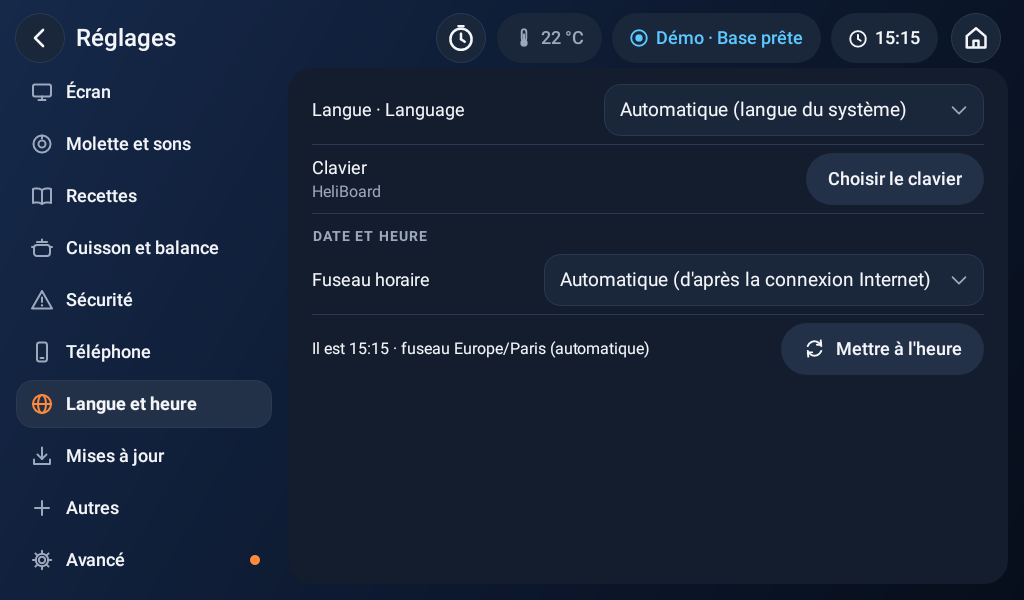 Réglages
22 °C
Démo · Base prête
15:15
Écran
Molette et sons
Recettes
Cuisson et balance
Sécurité
Téléphone
Langue et heure
Mises à jour
Autres
Avancé
Langue · Language
Automatique (langue du système)
Clavier
HeliBoard
Choisir le clavier
DATE ET HEURE
Fuseau horaire
Automatique (d'après la connexion Internet)
Il est 15:15 · fuseau Europe/Paris (automatique)
Mettre à l'heure